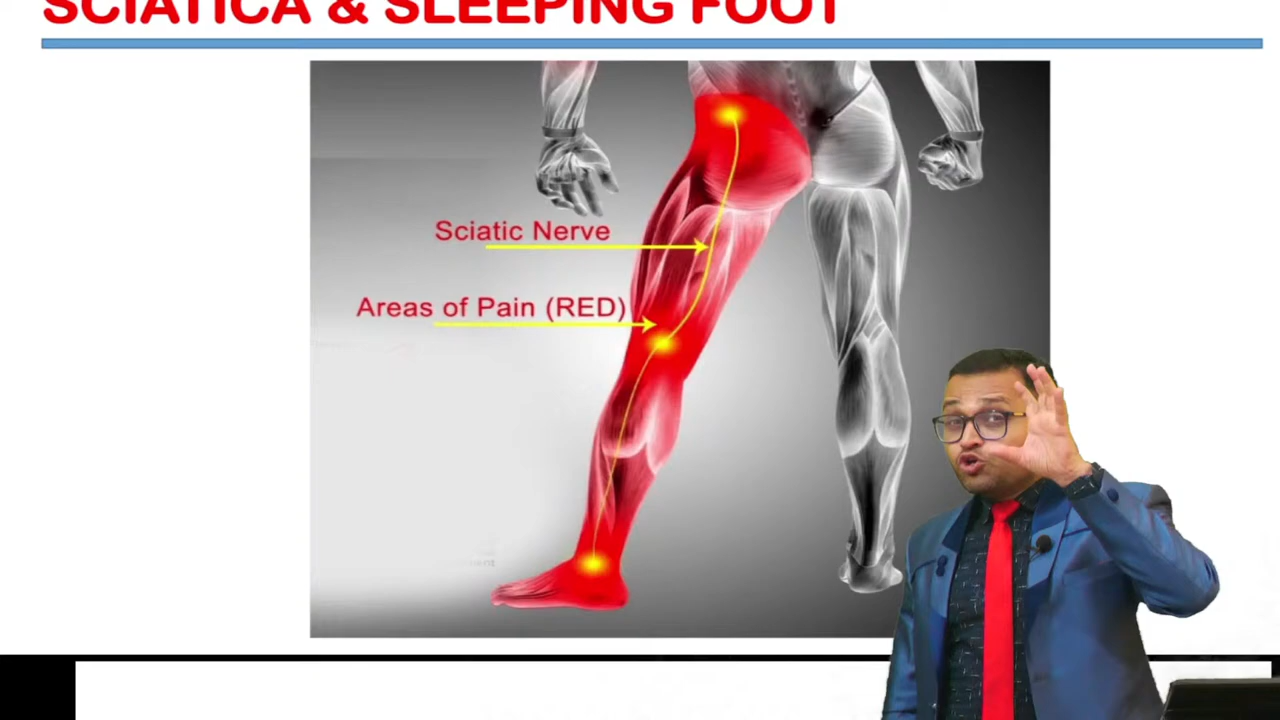 SCIATICA & SLEEPING FOOT
Sciatic Nerve
Areas of Pain (RED)